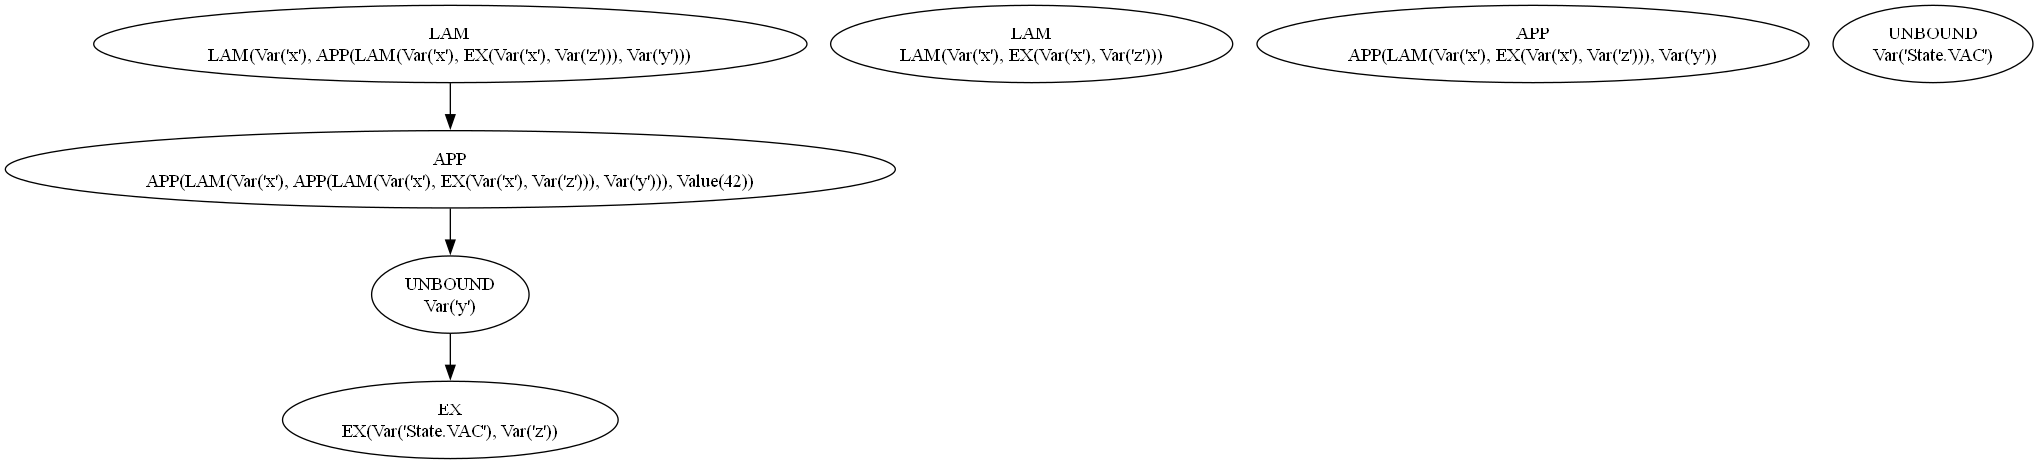 LAM
LAM(Var('x'), APP(LAM(Var('x'), EX(Var('x'), Var('z'))), Var('y')))
LAM
LAM(Var('x'), EX(Var('x'), Var('z')))
APP
APP(LAM(Var('x'), EX(Var('x'), Var('z'))), Var('y'))
UNBOUND
Var('State.VAC')
APP
APP(LAM(Var('x'), APP(LAM(Var('x'), EX(Var('x'), Var('z'))), Var('y'))), Value(42))
UNBOUND
Var('y')
EX
EX(Var('State.VAC'), Var('z'))